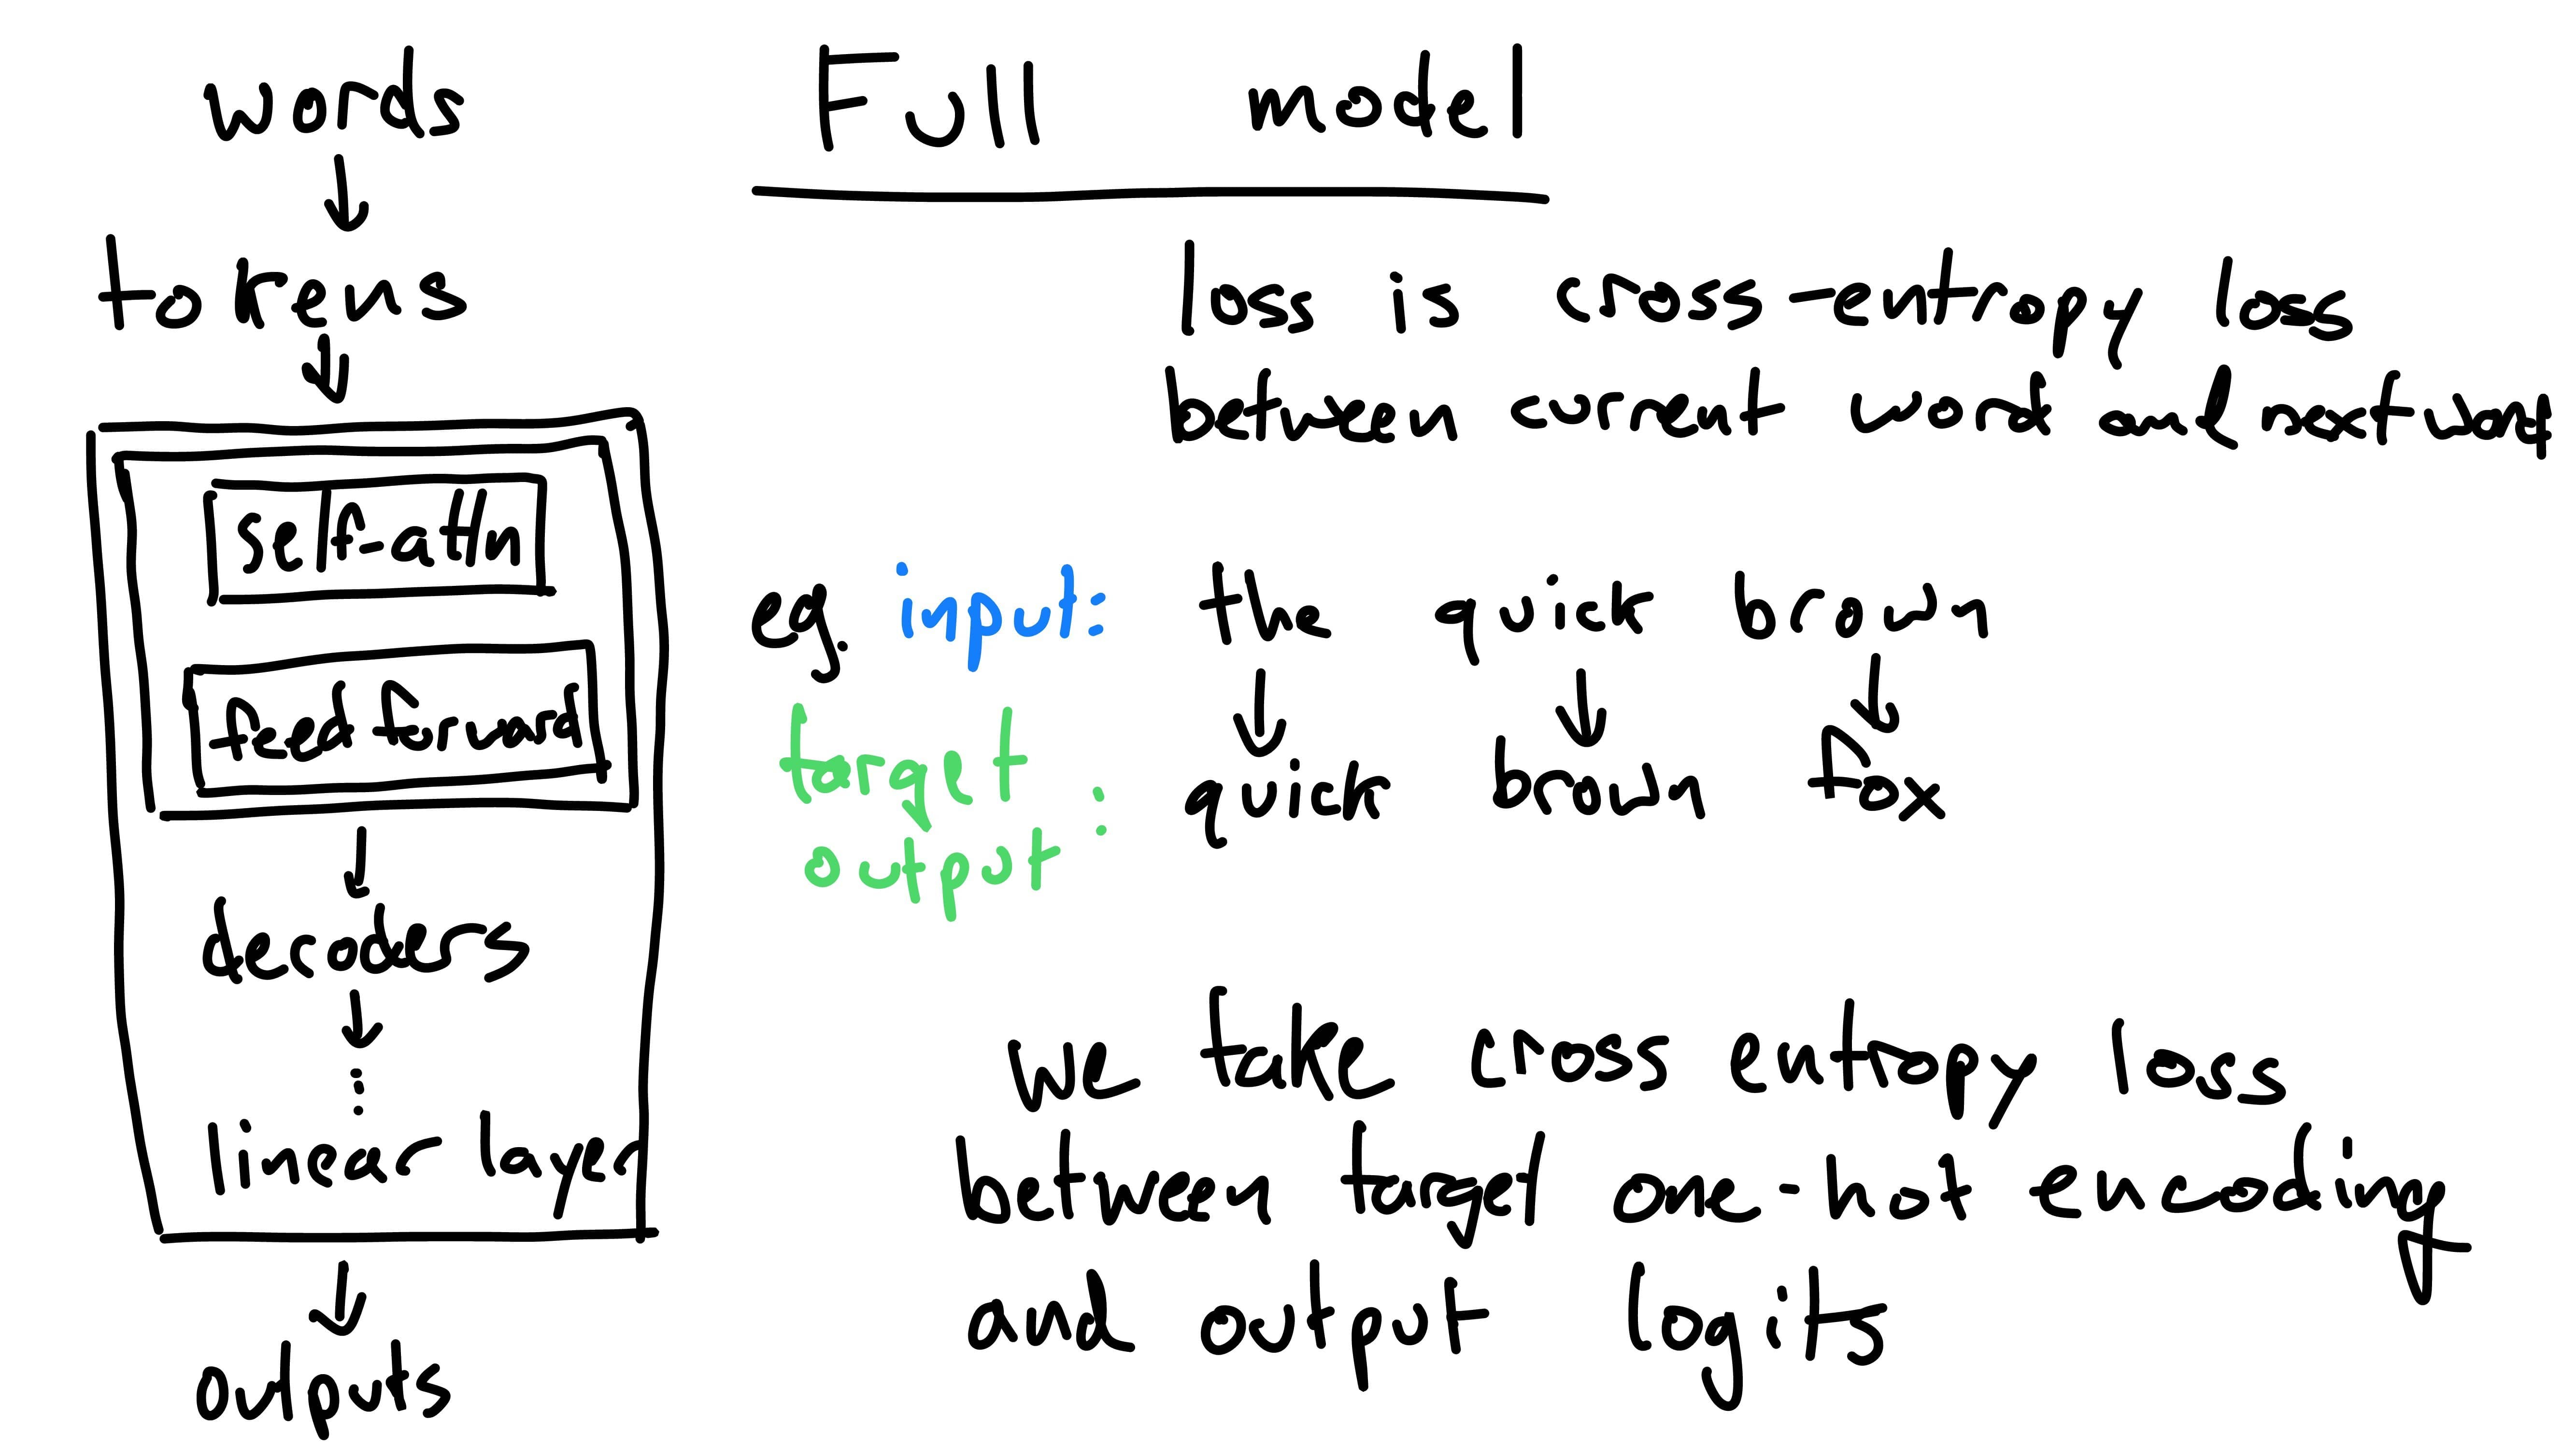 Full model
words
tokens
self-attn
feed forward
decoders
linear layer
outputs
loss is cross-entropy loss
between current word and next word
eg. input: the quick brown
target
output : quick brown fox
we take cross entropy loss
between target one-hot encoding
and output logits